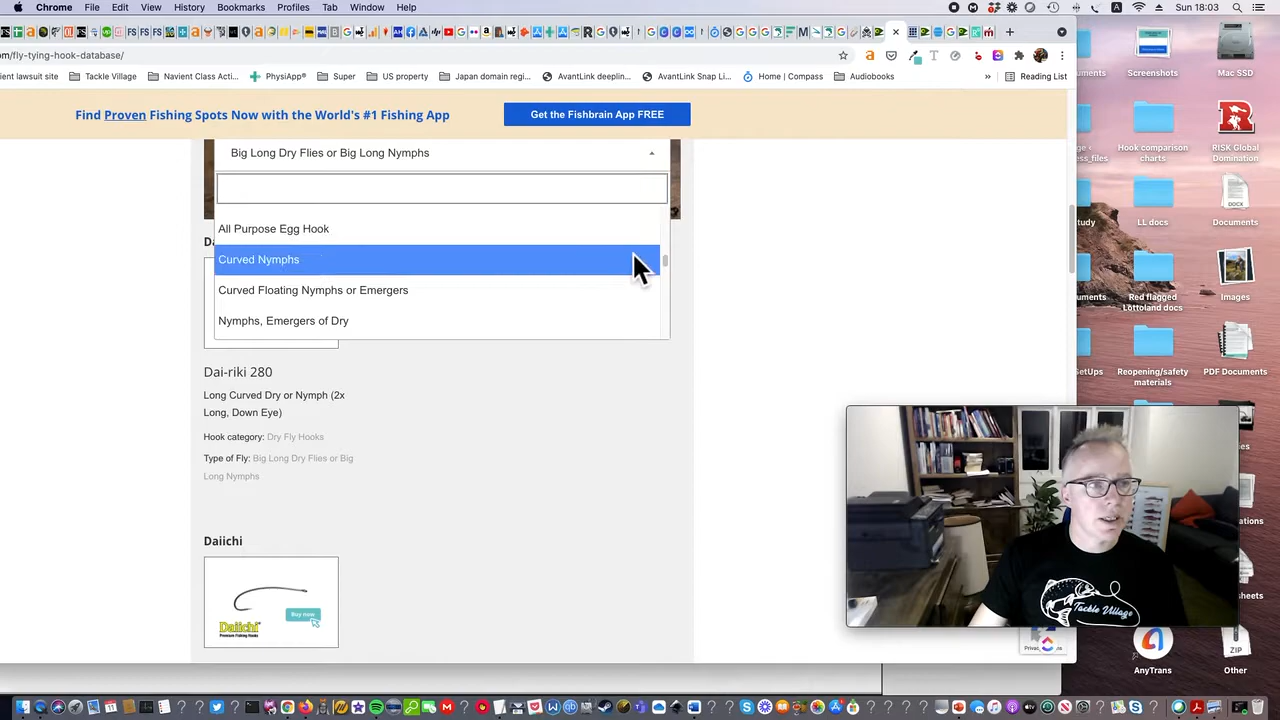 Chrome File Edit View History Bookmarks Profiles Tab Window Help
Sun 18:03
om/fly-tying-hook-database/
ient lawsuit site Tackle Village Navient Class Acti... PhysiApp® Super US property Japan domain regi... AvantLink deeplin... AvantLink Snap Li... Home | Compass Audiobooks » Reading List
Find Proven Fishing Spots Now with the World's #1 Fishing App
Get the Fishbrain App FREE
Big Long Dry Flies or Big Long Nymphs
All Purpose Egg Hook
Curved Nymphs
Curved Floating Nymphs or Emergers
Nymphs, Emergers of Dry
Dai-riki 280
Long Curved Dry or Nymph (2x
Long, Down Eye)
Hook category: Dry Fly Hooks
Type of Fly: Big Long Dry Flies or Big
Long Nymphs
Daiichi
Buy now
Daiichi
Tackle Village
Screenshots
Mac SSD
Hook comparison
charts
RISK Global
Domination
LL docs
Documents
Red flagged
Lottoland docs
Images
Reopening/safety
materials
PDF Documents
AnyTrans
ZIP
Other